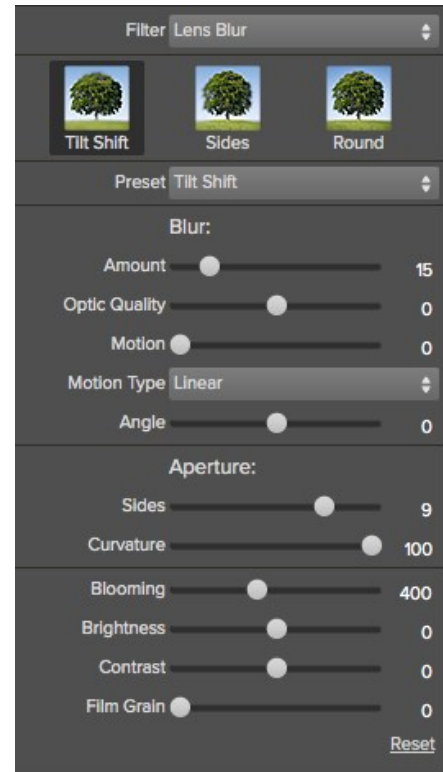 Filter Lens Blur
Tilt Shift Sides Round
Preset Tilt Shift
Blur:
Amount 15
Optic Quality 0
Motion 0
Motion Type Linear
Angle 0
Aperture:
Sides 9
Curvature 100
Blooming 400
Brightness 0
Contrast 0
Film Grain 0
Reset